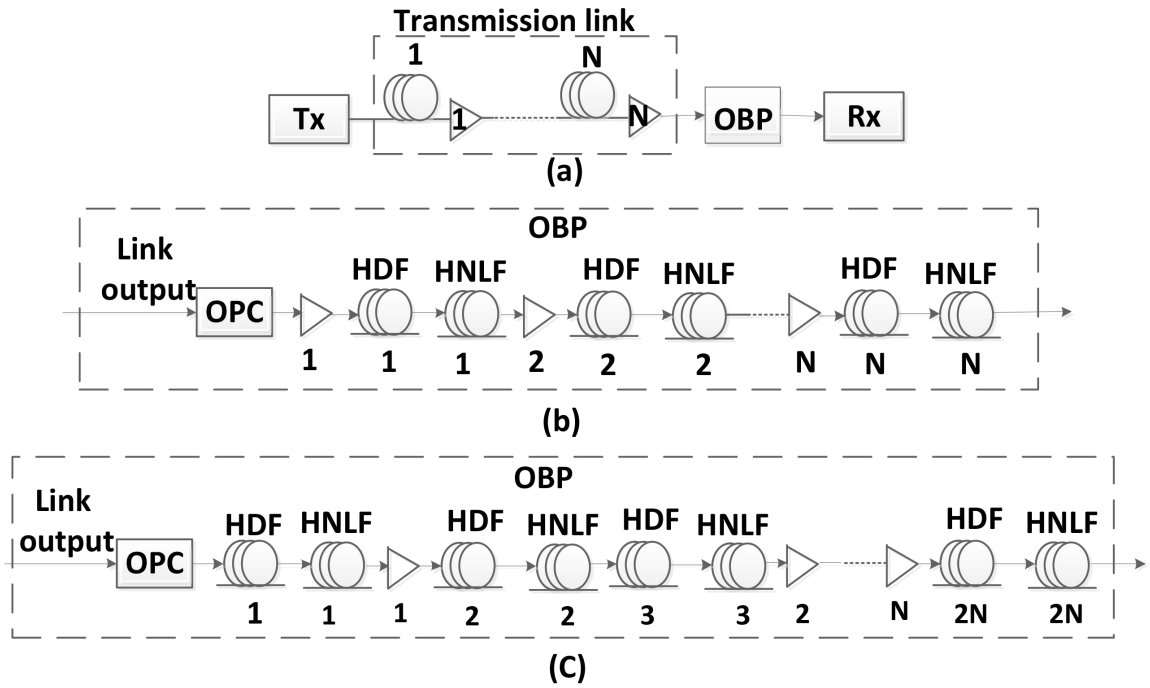 Transmission link
1 N
Tx 1 N OBP Rx
(a)
OBP
Link
output
HDF HNLF HDF HNLF HDF HNLF
OPC
1 1 1 2 2 2 N N N
(b)
OBP
Link
output
HDF HNLF HDF HNLF HDF HNLF HDF HNLF
OPC
1 1 1 2 2 3 3 2 N 2N 2N
(C)